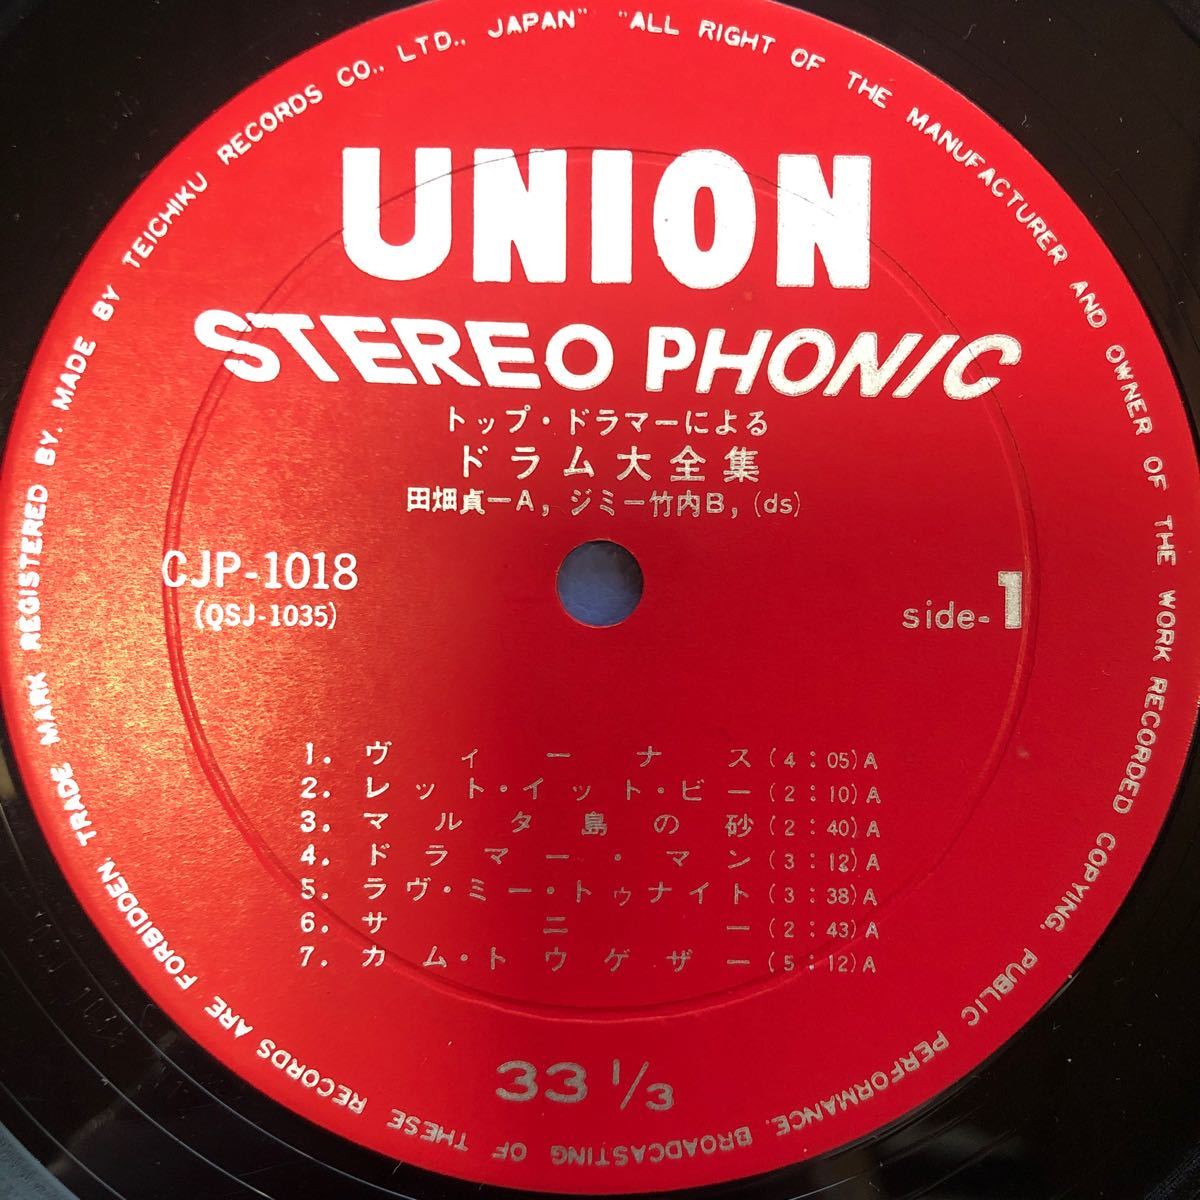 TRADE MARK REGISTERED BY. MADE BY TEICHIKU RECORDS CO., LTD., JAPAN" "ALL RIGHT OF THE MANUFACTURER AND OWNER OF THE WORK RECORDED COPYING, PUBLIC PERFORMANCE. BROADCASTING OF THESE RECORDS ARE FORBIDDEN,
UNION
STEREO PHONIC
トップ・ドラマーによる
ドラム大全集
田畑貞一A, ジミー竹内B, (ds)
CJP-1018
(QSJ-1035)
side-1
1. ヴィーナス (4:05) A
2. レット・イット・ビー (2:10) A
3. マルタ島の砂 (2:40) A
4. ドラマー・マン (3:12) A
5. ラヴ・ミー・トゥナイト (3:38) A
6. サニー (2:43) A
7. カム・トウゲザー (5:12) A
33 1/3